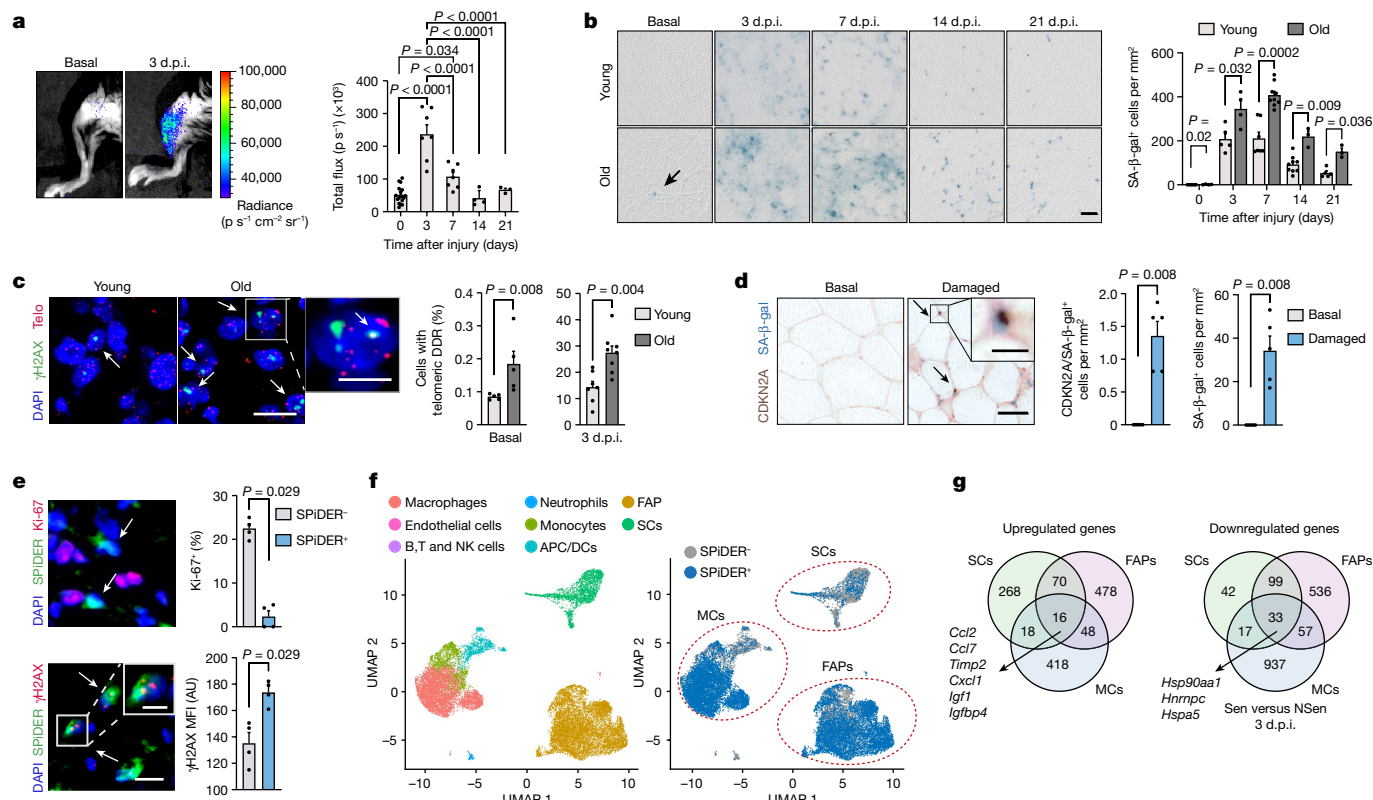 a
Basal
3 d.p.i.
100,000
80,000
60,000
40,000
Radiance
(p s⁻¹ cm⁻² sr⁻¹)
P < 0.0001
P < 0.0001
P = 0.034
P < 0.0001
P < 0.0001
Total flux (p s⁻¹) (×10³)
400
300
200
100
0
0 3 7 14 21
Time after injury (days)
b
Basal 3 d.p.i. 7 d.p.i. 14 d.p.i. 21 d.p.i.
Young
Old
Young Old
SA-β-gal⁺ cells per mm²
600
400
200
0
P = 0.02
P = 0.032
P = 0.0002
P = 0.009
P = 0.036
0 3 7 14 21
Time after injury (days)
c
Young Old
DAPI γH2AX Telo
Cells with
telomeric DDR (%)
0.4
0.3
0.2
0.1
0
P = 0.008
Basal
50
40
30
20
10
0
P = 0.004
3 d.p.i.
Young
Old
d
Basal Damaged
CDKN2A SA-β-gal
CDKN2A/SA-β-gal⁺
cells per mm²
2.0
1.5
1.0
0.5
0
P = 0.008
SA-β-gal⁺ cells per mm²
60
40
20
0
P = 0.008
Basal
Damaged
e
DAPI SPiDER Ki-67
Ki-67⁺ (%)
30
20
10
0
P = 0.029
SPiDER⁻
SPiDER⁺
DAPI SPiDER γH2AX
γH2AX MFI (AU)
200
180
160
140
120
100
P = 0.029
f
Macrophages Neutrophils FAP
Endothelial cells Monocytes SCs
B,T and NK cells APC/DCs
UMAP 2
10
5
0
−5
−10 −5 0 5 10
UMAP 1
SPiDER⁻
SPiDER⁺
SCs
MCs
FAPs
UMAP 2
10
5
0
−5
−10 −5 0 5 10
UMAP 1
g
Upregulated genes
SCs
FAPs
MCs
268
70
478
16
18
48
418
Ccl2
Ccl7
Timp2
Cxcl1
Igf1
Igfbp4
Downregulated genes
SCs
FAPs
MCs
42
99
536
33
17
57
937
Hsp90aa1
Hnrnpc
Hspa5
Sen versus NSen
3 d.p.i.